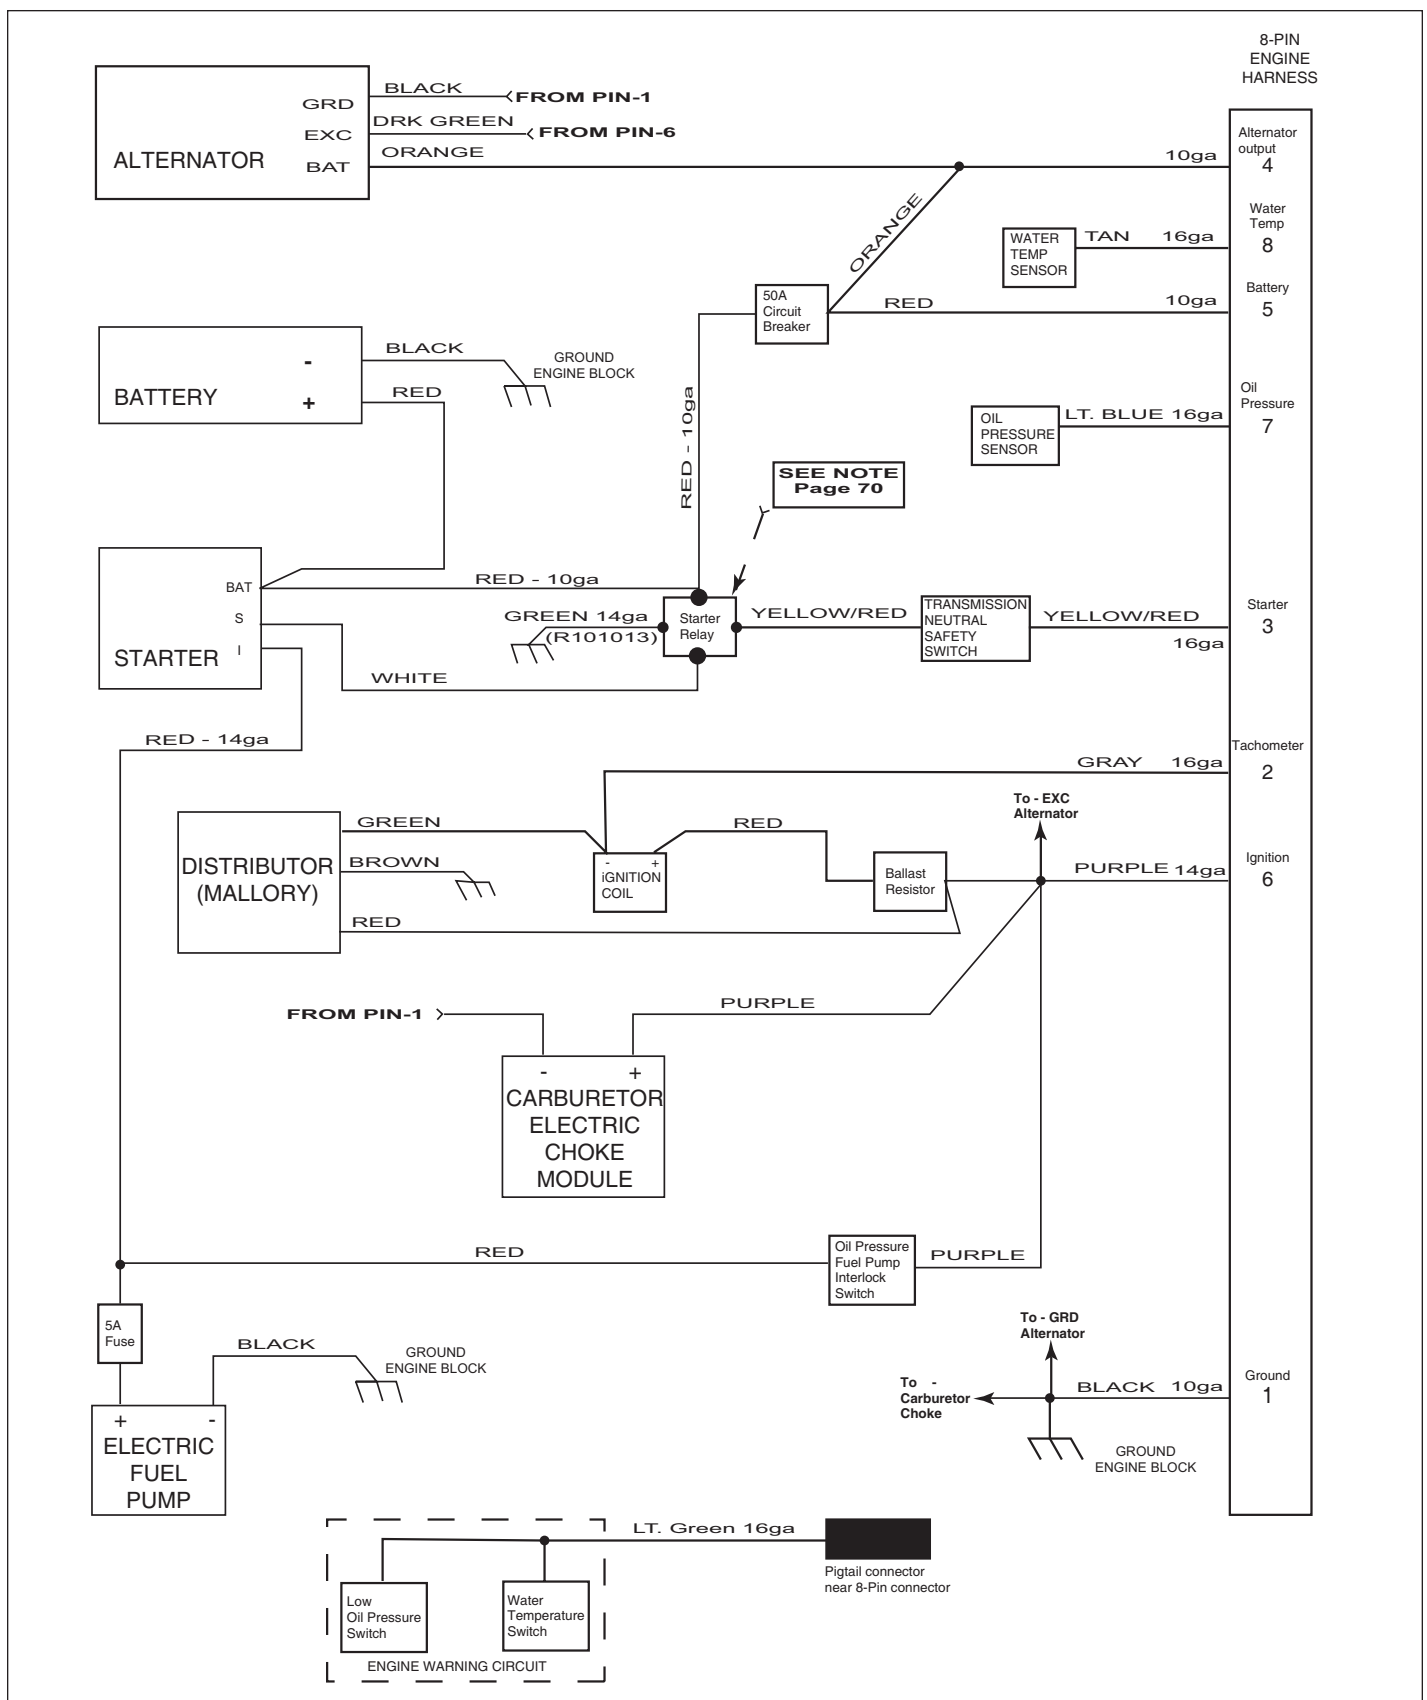 8-PIN
ENGINE
HARNESS
ALTERNATOR
GRD
EXC
BAT
BLACK
FROM PIN-1
DRK GREEN
FROM PIN-6
ORANGE
10ga
Alternator
output
4
ORANGE
WATER
TEMP
SENSOR
TAN 16ga
Water
Temp
8
50A
Circuit
Breaker
RED
10ga
Battery
5
BATTERY
-
+
BLACK
GROUND
ENGINE BLOCK
RED
RED - 10ga
OIL
PRESSURE
SENSOR
LT. BLUE 16ga
Oil
Pressure
7
SEE NOTE
Page 70
STARTER
BAT
S
I
RED - 10ga
GREEN 14ga
(R101013)
Starter
Relay
YELLOW/RED
TRANSMISSION
NEUTRAL
SAFETY
SWITCH
YELLOW/RED
16ga
Starter
3
WHITE
RED - 14ga
GRAY 16ga
Tachometer
2
To - EXC
Alternator
DISTRIBUTOR
(MALLORY)
GREEN
BROWN
RED
- +
iGNITION
COIL
RED
Ballast
Resistor
PURPLE 14ga
Ignition
6
FROM PIN-1
PURPLE
- +
CARBURETOR
ELECTRIC
CHOKE
MODULE
RED
Oil Pressure
Fuel Pump
Interlock
Switch
PURPLE
5A
Fuse
BLACK
GROUND
ENGINE BLOCK
+ -
ELECTRIC
FUEL
PUMP
To - GRD
Alternator
To -
Carburetor
Choke
BLACK 10ga
Ground
1
GROUND
ENGINE BLOCK
LT. Green 16ga
Pigtail connector
near 8-Pin connector
Low
Oil Pressure
Switch
Water
Temperature
Switch
ENGINE WARNING CIRCUIT